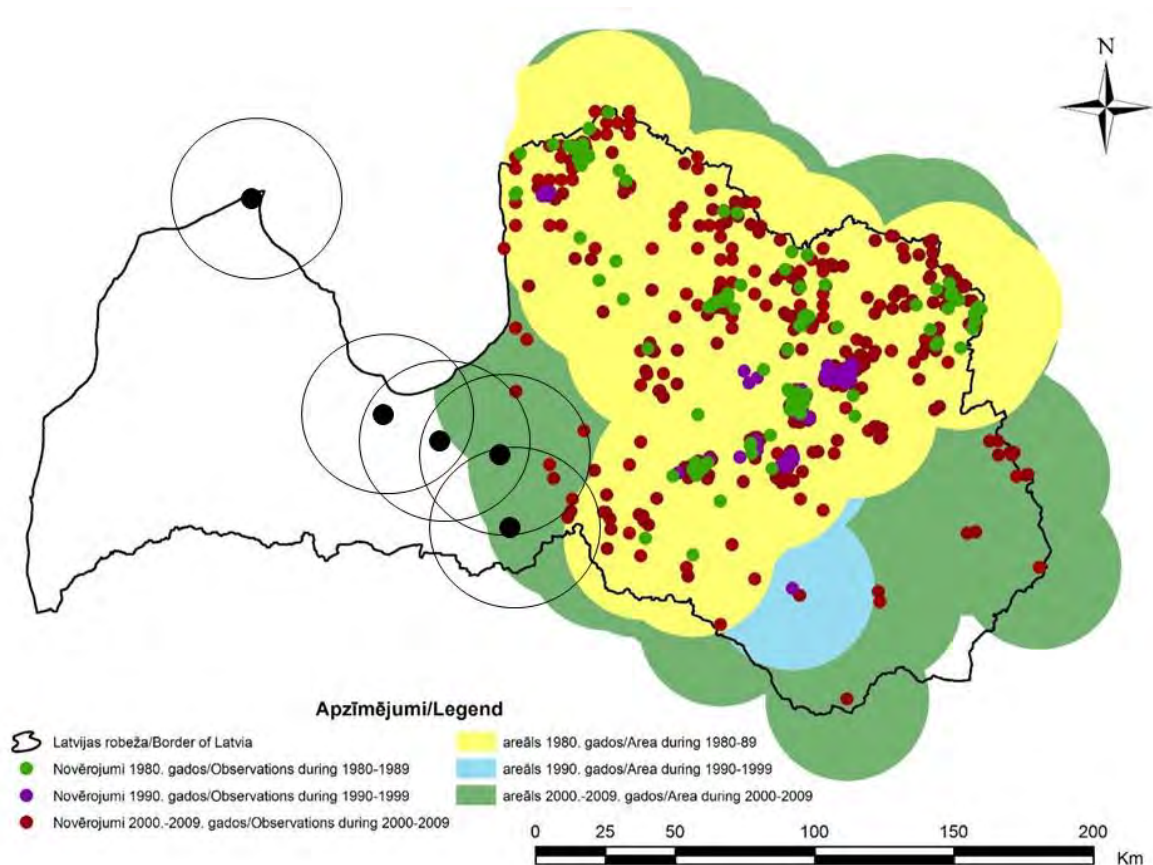 N
Apzīmējumi/Legend
Latvijas robeža/Border of Latvia
Novērojumi 1980. gados/Observations during 1980-1989
Novērojumi 1990. gados/Observations during 1990-1999
Novērojumi 2000.-2009. gados/Observations during 2000-2009
areāls 1980. gados/Area during 1980-89
areāls 1990. gados/Area during 1990-1999
areāls 2000.-2009. gados/Area during 2000-2009
0 25 50 100 150 200
Km